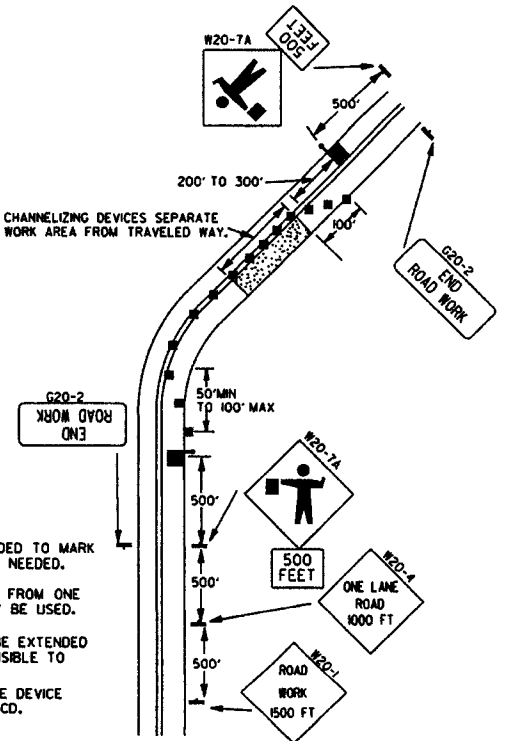 W20-7A
500
FEET
500'
200' TO 300'
CHANNELIZING DEVICES SEPARATE
WORK AREA FROM TRAVELED WAY.
100'
G20-2
END
ROAD WORK
G20-2
END
ROAD WORK
50'MIN
TO 100' MAX
W20-7A
500'
500
FEET
DED TO MARK
NEEDED.
500'
W20-4
ONE LANE
ROAD
1000 FT
FROM ONE
Y BE USED.
BE EXTENDED
SIBLE TO
500'
W20-1
ROAD
WORK
1500 FT
E DEVICE
CD.